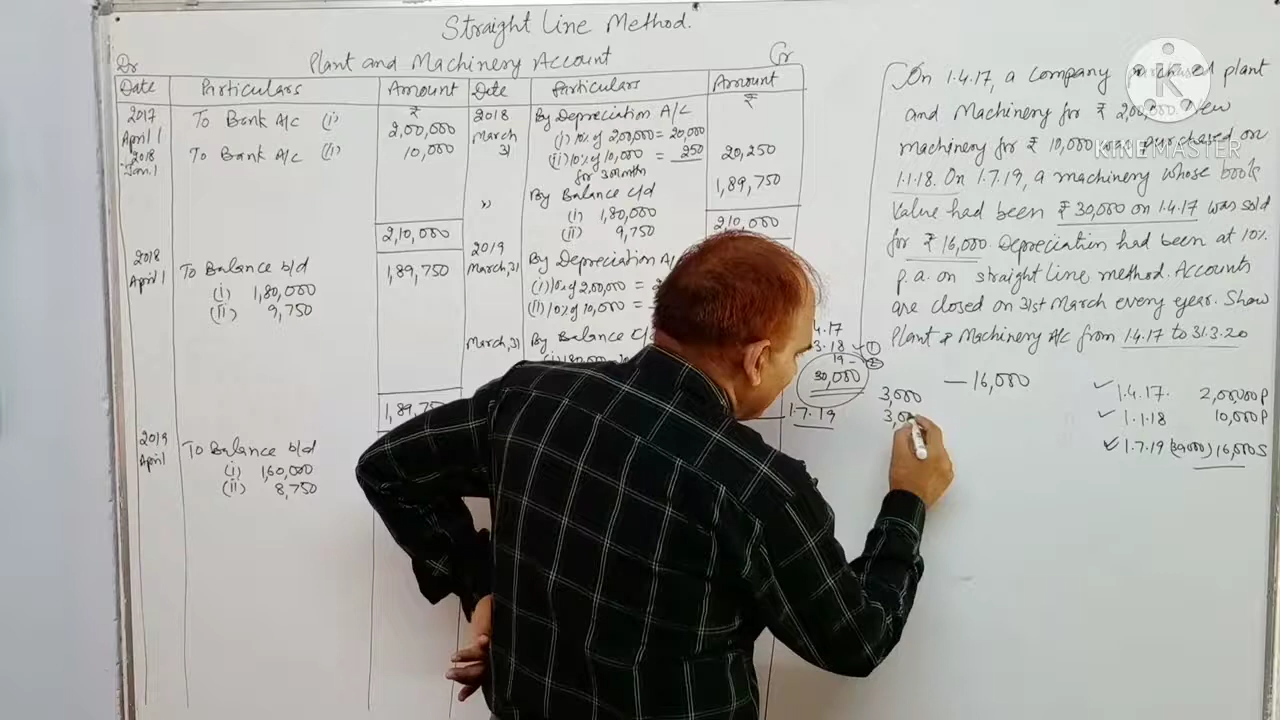 Straight Line Method.
Plant and Machinery Account
Dr
Cr
Date Particulars Amount Date Particulars Amount
₹
₹
2017
April 1 To Bank A/C (i) 2,00,000
2018
Jan. 1 To Bank A/C (ii) 10,000
2,10,000
2018
April 1 To Balance b/d 1,89,750
(i) 1,80,000
(ii) 9,750
2019
April To Balance b/d
(i) 1,60,000
(ii) 8,750
2018
March 31 By Depreciation A/C
(i) 10% of 2,00,000 = 20,000
(ii) 10% of 10,000 = 250 20,250
for 3 month
By Balance c/d 1,89,750
(i) 1,80,000
(ii) 9,750
2,10,000
2019
March, 31 By Depreciation A/
(i) 10% of 2,00,000 =
(ii) 10% of 10,000 =
March, 31 By Balance C/
On 1.4.17, a company purchased plant
and Machinery for ₹ 2,00,000. New
machinery for ₹ 10,000 was purchased on
1.1.18. On 1.7.19, a machinery whose book's
Value had been ₹ 30,000 on 1.4.17 was sold
for ₹ 16,000. Depreciation had been at 10%
p.a. on straight line method. Accounts
are closed on 31st March every year. Show
Plant & Machinery A/c from 1.4.17 to 31.3.20
4.17
3.18 ①
19 ②
30,000
1.7.19
— 16,000
3,000
✓ 1.4.17. 2,00,000 P
✓ 1.1.18 10,000 P
✓ 1.7.19 (30,000) 16,000 S
KINEMASTER